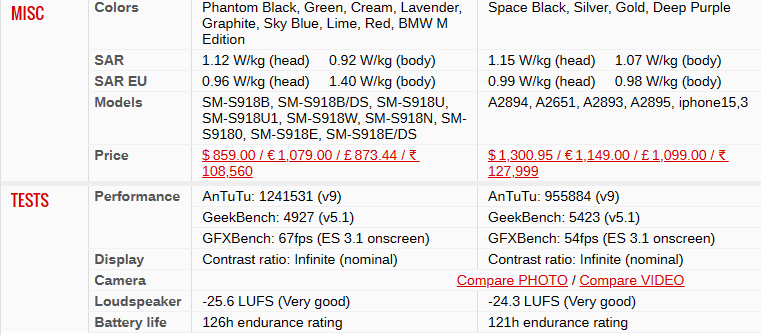 MISC
Colors
Phantom Black, Green, Cream, Lavender,
Graphite, Sky Blue, Lime, Red, BMW M
Edition
Space Black, Silver, Gold, Deep Purple
SAR
1.12 W/kg (head) 0.92 W/kg (body)
1.15 W/kg (head) 1.07 W/kg (body)
SAR EU
0.96 W/kg (head) 1.40 W/kg (body)
0.99 W/kg (head) 0.98 W/kg (body)
Models
SM-S918B, SM-S918B/DS, SM-S918U,
SM-S918U1, SM-S918W, SM-S918N, SM-
S9180, SM-S918E, SM-S918E/DS
A2894, A2651, A2893, A2895, iphone15,3
Price
$ 859.00 / € 1,079.00 / £ 873.44 / ₹
108,560
$ 1,300.95 / € 1,149.00 / £ 1,099.00 / ₹
127,999
TESTS
Performance
AnTuTu: 1241531 (v9)
AnTuTu: 955884 (v9)
GeekBench: 4927 (v5.1)
GeekBench: 5423 (v5.1)
GFXBench: 67fps (ES 3.1 onscreen)
GFXBench: 54fps (ES 3.1 onscreen)
Display
Contrast ratio: Infinite (nominal)
Contrast ratio: Infinite (nominal)
Camera
Compare PHOTO / Compare VIDEO
Loudspeaker
-25.6 LUFS (Very good)
-24.3 LUFS (Very good)
Battery life
126h endurance rating
121h endurance rating